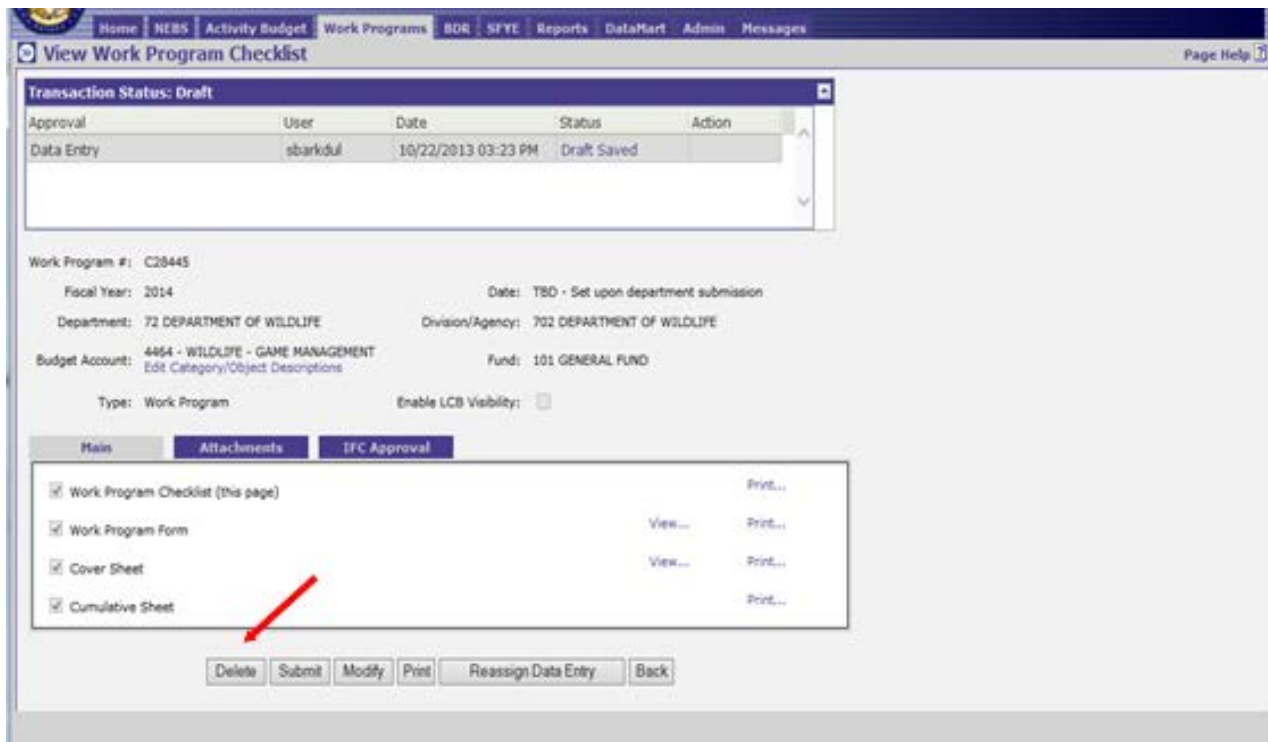 Home NEBS Activity Budget Work Programs BDR SFYE Reports DataMart Admin Messages
View Work Program Checklist Page Help
Transaction Status: Draft
Approval User Date Status Action
Data Entry sbarkdul 10/22/2013 03:23 PM Draft Saved
Work Program #: C28445
Fiscal Year: 2014 Date: TBD - Set upon department submission
Department: 72 DEPARTMENT OF WILDLIFE Division/Agency: 702 DEPARTMENT OF WILDLIFE
Budget Account: 4464 - WILDLIFE - GAME MANAGEMENT Fund: 101 GENERAL FUND
Edit Category/Object Descriptions
Type: Work Program Enable LCB Visibility:
Main Attachments IFC Approval
Work Program Checklist (this page) Print...
Work Program Form View... Print...
Cover Sheet View... Print...
Cumulative Sheet Print...
Delete Submit Modify Print Reassign Data Entry Back